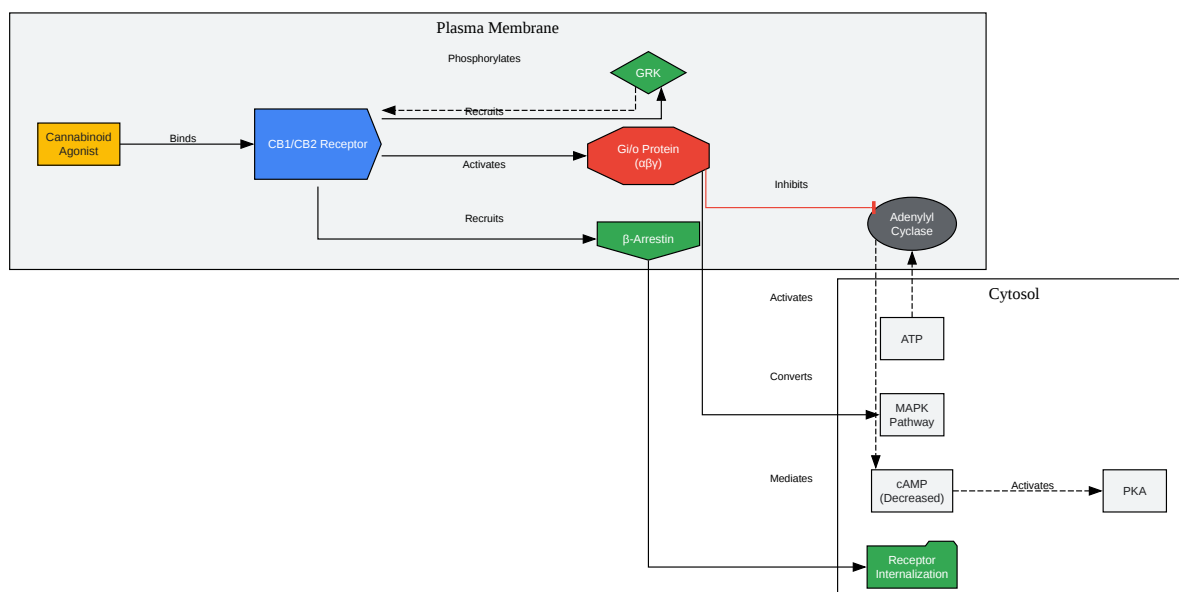 Plasma Membrane
Phosphorylates
GRK
Recruits
Cannabinoid
Agonist
Binds
CB1/CB2 Receptor
Activates
Gi/o Protein
(αβγ)
Inhibits
Recruits
β-Arrestin
Adenylyl
Cyclase
Activates
Cytosol
ATP
Converts
MAPK
Pathway
Mediates
cAMP
(Decreased)
Activates
PKA
Receptor
Internalization